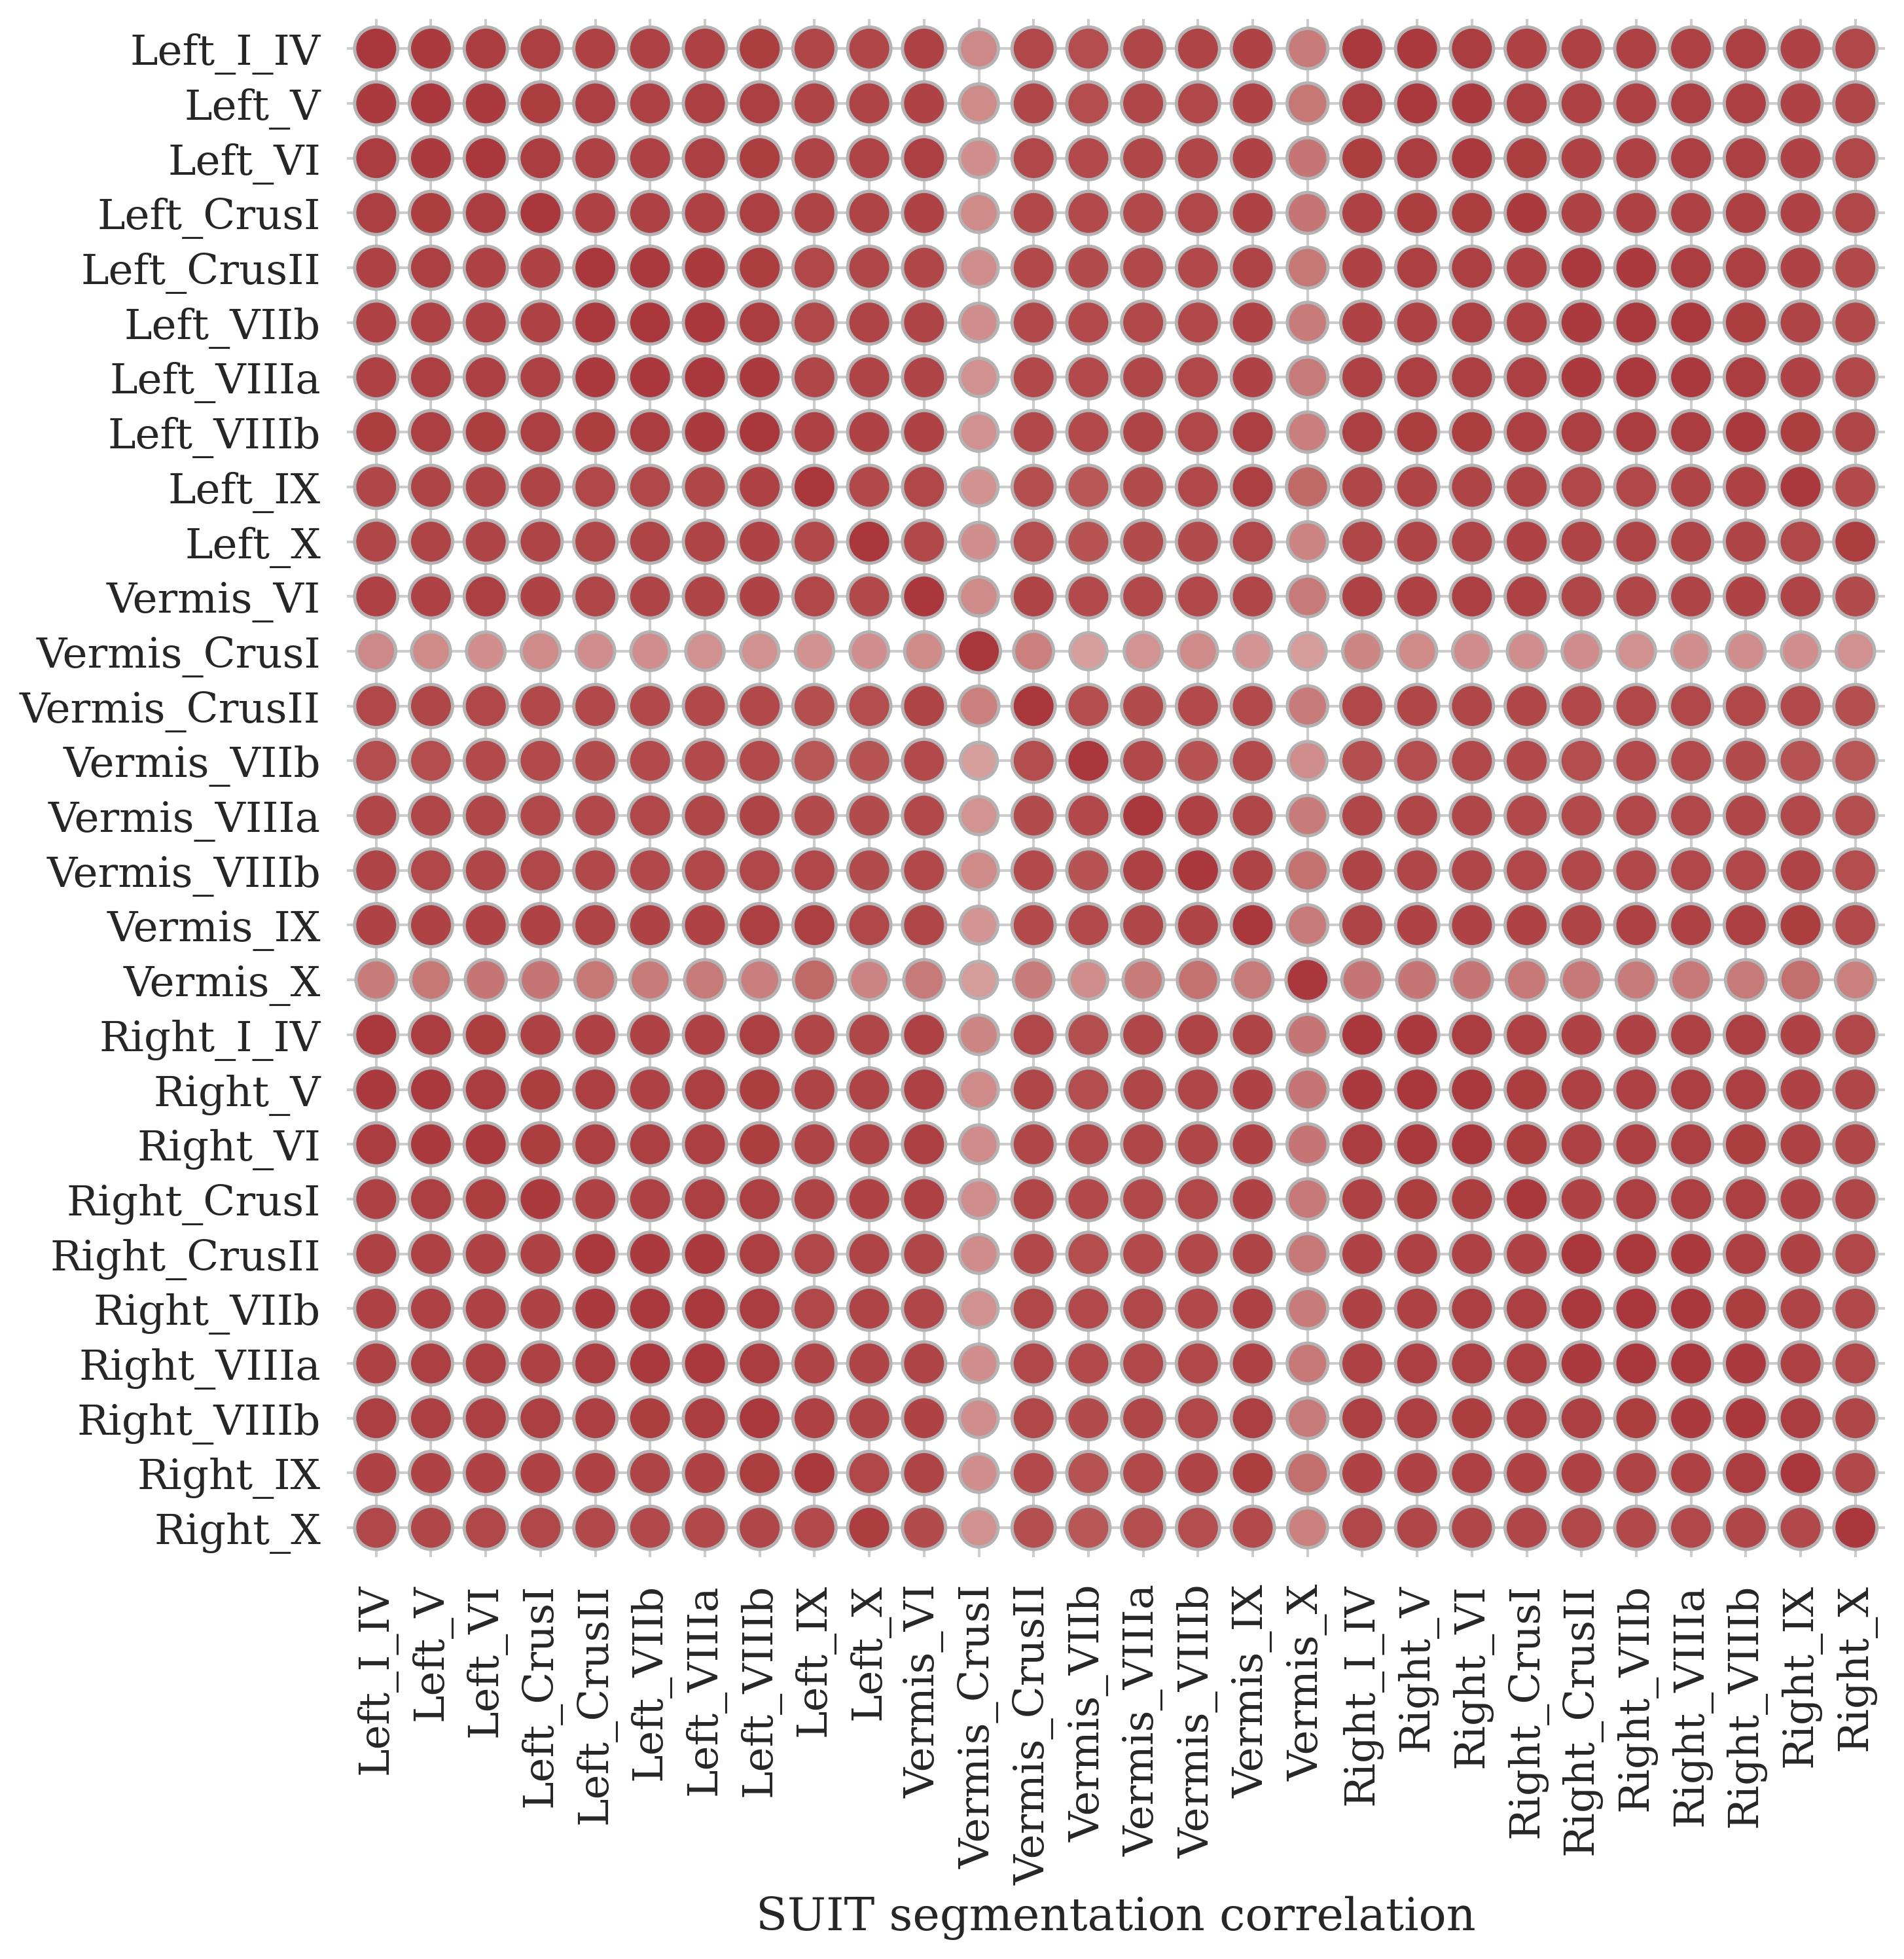 Left_I_IV
Left_V
Left_VI
Left_CrusI
Left_CrusII
Left_VIIb
Left_VIIIa
Left_VIIIb
Left_IX
Left_X
Vermis_VI
Vermis_CrusI
Vermis_CrusII
Vermis_VIIb
Vermis_VIIIa
Vermis_VIIIb
Vermis_IX
Vermis_X
Right_I_IV
Right_V
Right_VI
Right_CrusI
Right_CrusII
Right_VIIb
Right_VIIIa
Right_VIIIb
Right_IX
Right_X
Left_I_IV
Left_V
Left_VI
Left_CrusI
Left_CrusII
Left_VIIb
Left_VIIIa
Left_VIIIb
Left_IX
Left_X
Vermis_VI
Vermis_CrusI
Vermis_CrusII
Vermis_VIIb
Vermis_VIIIa
Vermis_VIIIb
Vermis_IX
Vermis_X
Right_I_IV
Right_V
Right_VI
Right_CrusI
Right_CrusII
Right_VIIb
Right_VIIIa
Right_VIIIb
Right_IX
Right_X
SUIT segmentation correlation